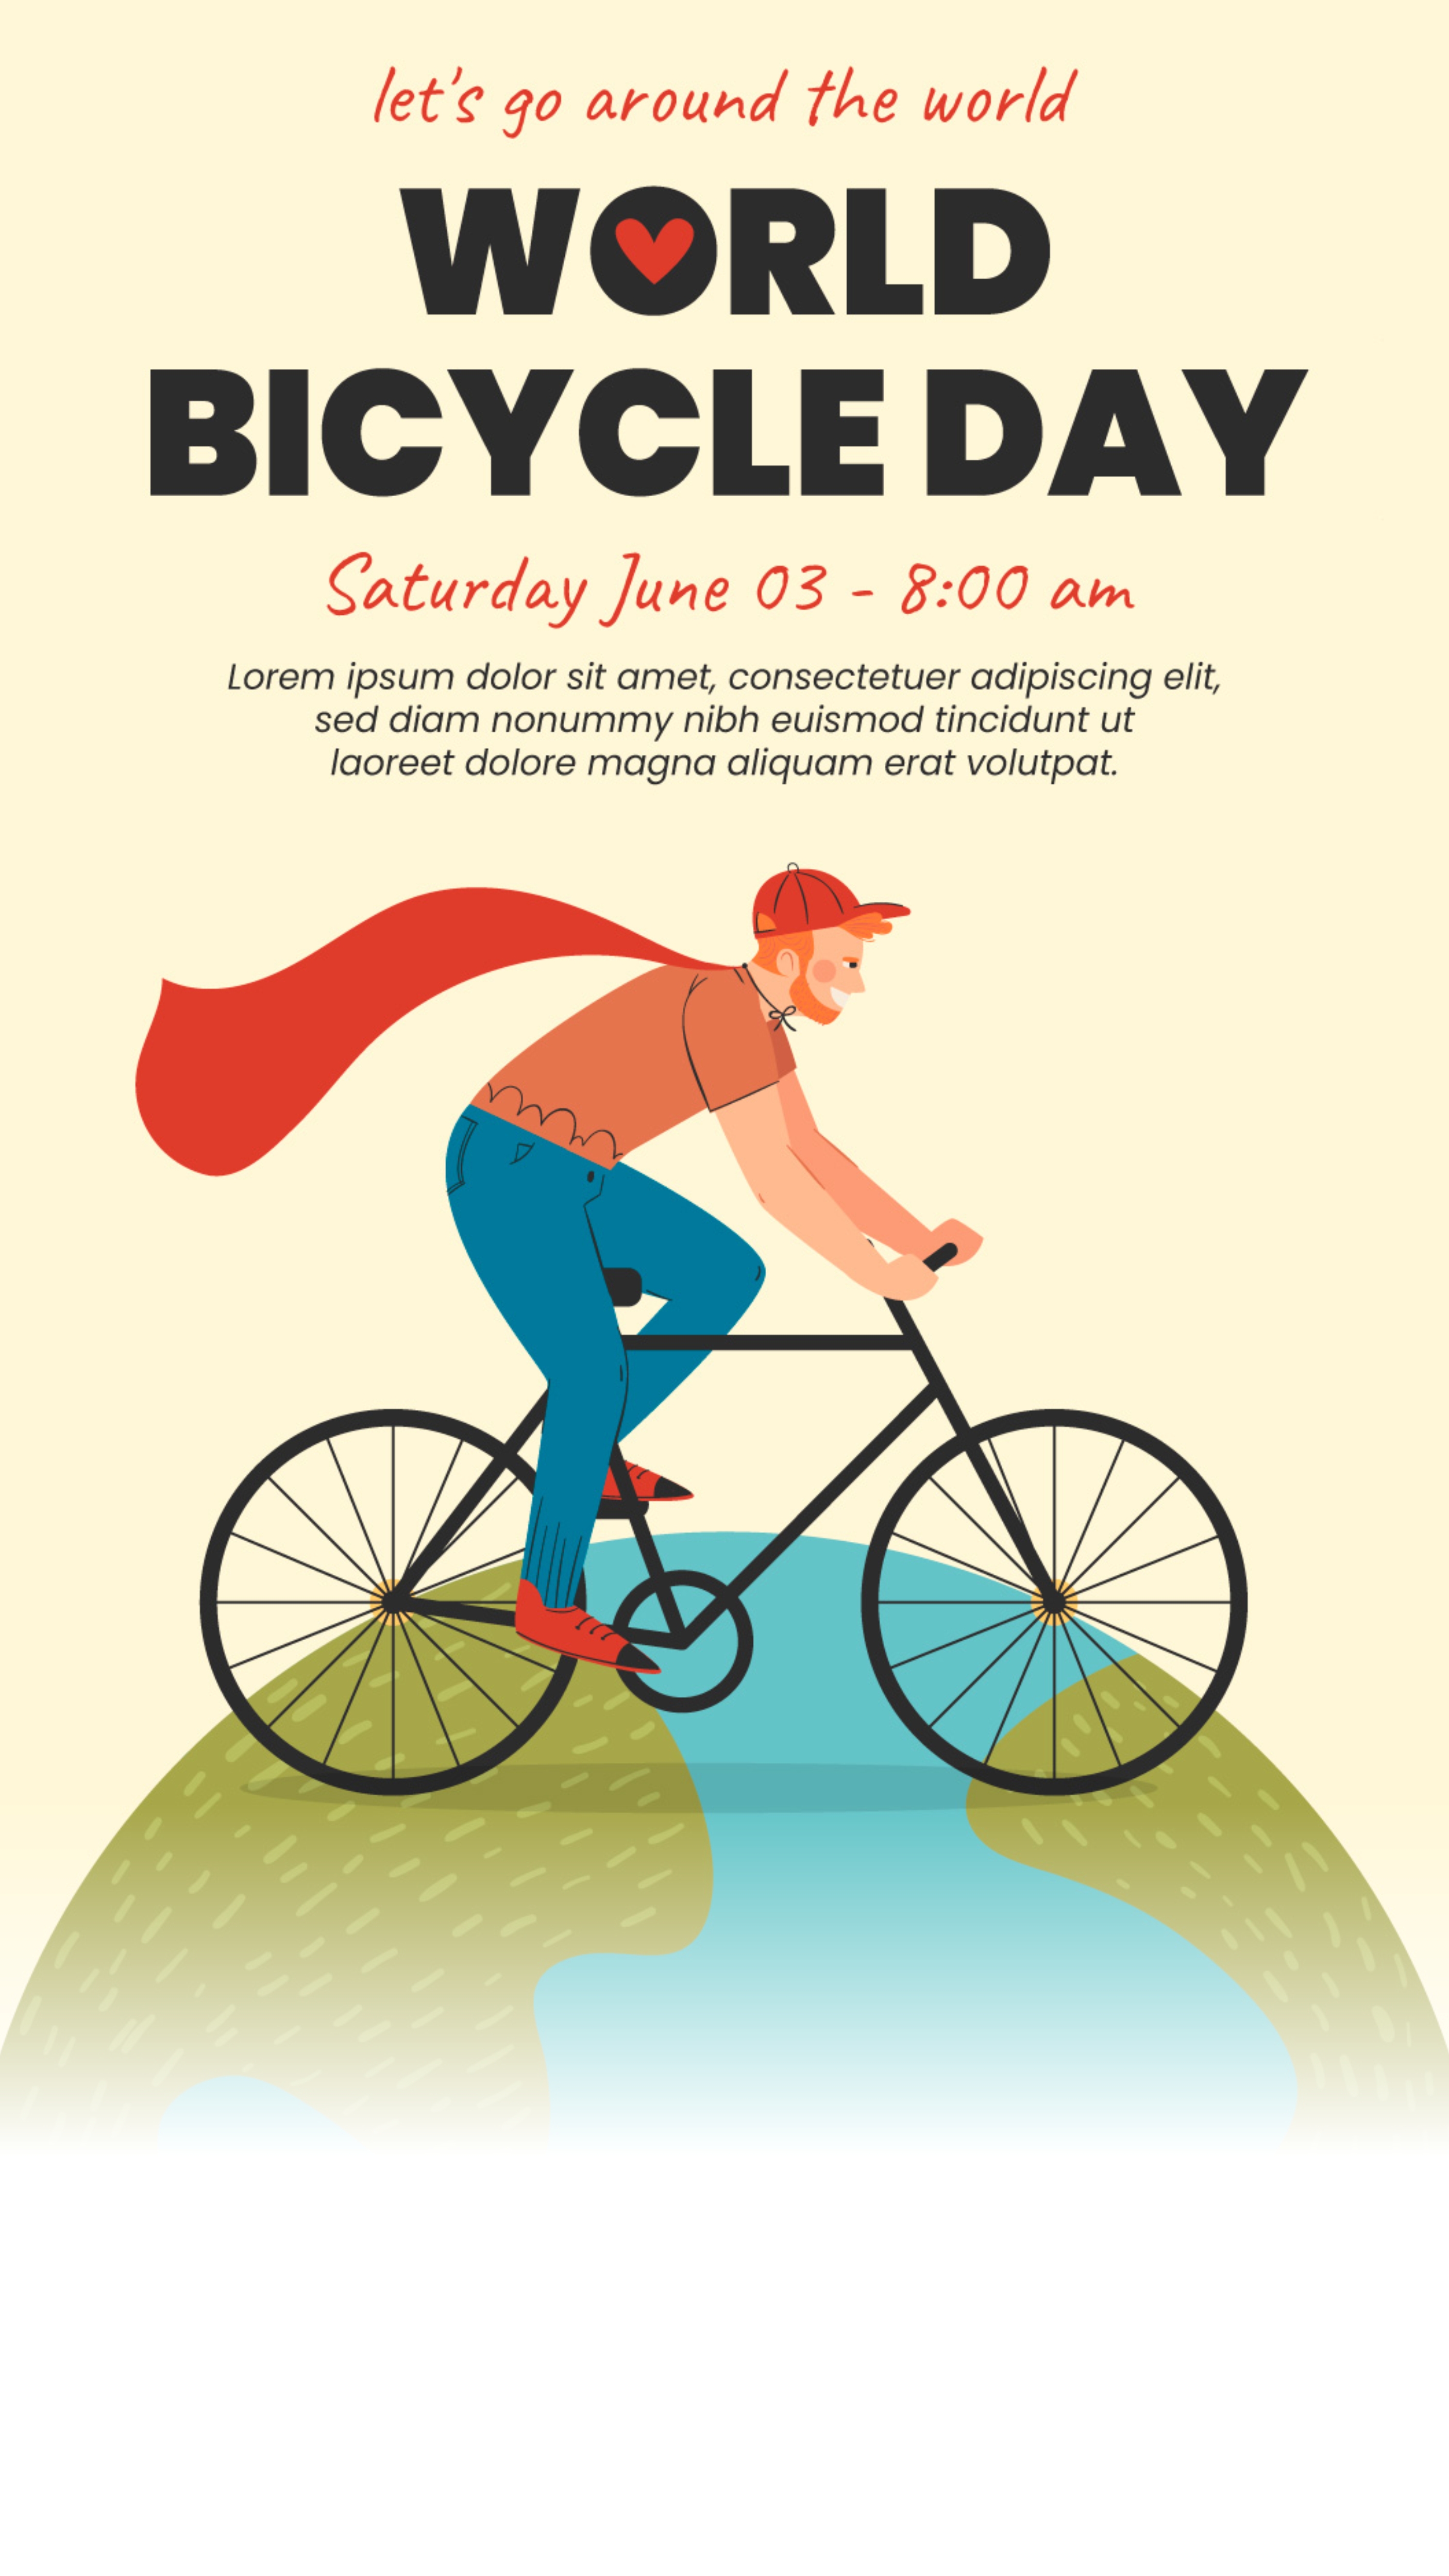 let's go around the world
WORLD
BICYCLE DAY
Saturday June 03 - 8:00 am
Lorem ipsum dolor sit amet, consectetuer adipiscing elit,
sed diam nonummy nibh euismod tincidunt ut
laoreet dolore magna aliquam erat volutpat.